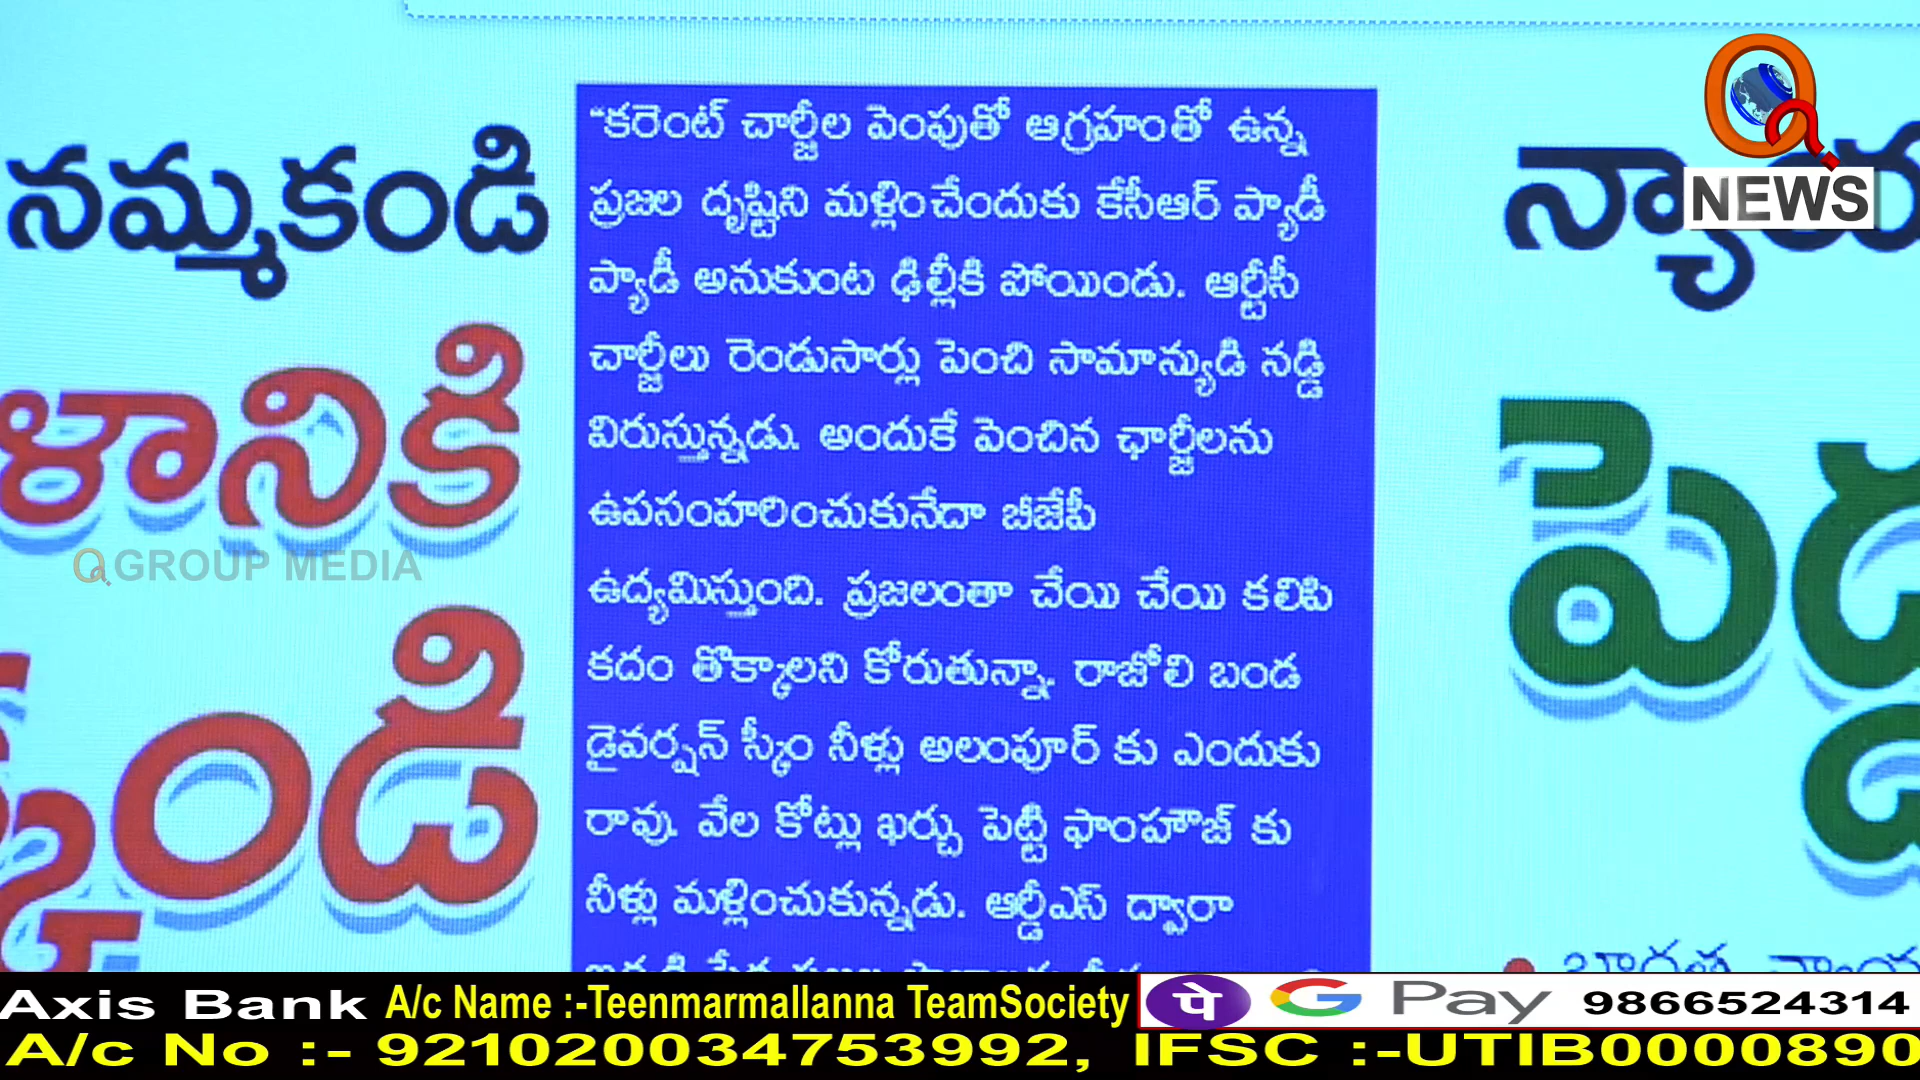 నమ్మకండి
ళానికి
ండి
“కరెంట్ చార్జీల పెంపుతో ఆగ్రహంతో ఉన్న
ప్రజల దృష్టిని మళ్లించేందుకు కేసీఆర్ ప్యాడీ
ప్యాడీ అనుకుంట ఢిల్లీకి పోయిండు. ఆర్టీసీ
చార్జీలు రెండుసార్లు పెంచి సామాన్యుడి నడ్డి
విరుస్తున్నడు. అందుకే పెంచిన ఛార్జీలను
ఉపసంహరించుకునేదా బీజేపీ
ఉద్యమిస్తుంది. ప్రజలంతా చేయి చేయి కలిపి
కదం తొక్కాలని కోరుతున్నా. రాజోలి బండ
డైవర్షన్ స్కీం నీళ్లు అలంపూర్ కు ఎందుకు
రావు. వేల కోట్లు ఖర్చు పెట్టి ఫాంహౌజ్ కు
నీళ్లు మళ్లించుకున్నడు. ఆర్డీఎస్ ద్వారా
న్యాయ
పెద్ద
Q NEWS
Q GROUP MEDIA
Axis Bank A/c Name :-Teenmarmallanna TeamSociety
పే G Pay 9866524314
A/c No :- 921020034753992, IFSC :-UTIB0000890